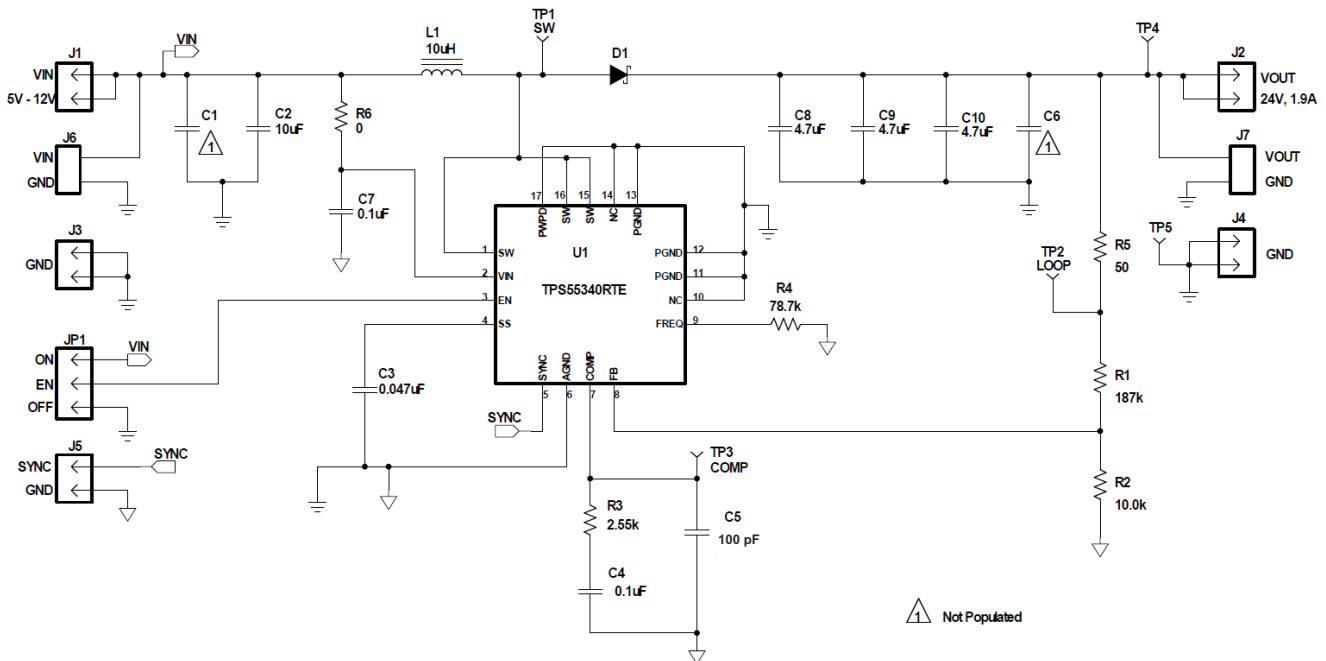 TP1
SW
TP4
L1
10uH
VIN
J1
VIN
5V - 12V
D1
J2
VOUT
24V, 1.9A
C1
1
C2
10uF
R6
0
C8
4.7uF
C9
4.7uF
C10
4.7uF
C6
1
J6
VIN
GND
J7
VOUT
GND
C7
0.1uF
17
16
15
14
13
PWPD
SW
SW
NC
PGND
U1
TPS55340RTE
1
SW
2
VIN
3
EN
4
SS
PGND
12
PGND
11
NC
10
FREQ
9
SYNC
AGND
COMP
FB
5
6
7
8
J3
GND
TP2
LOOP
R5
50
TP5
J4
GND
R4
78.7k
JP1
ON
EN
OFF
VIN
C3
0.047uF
R1
187k
SYNC
J5
SYNC
GND
SYNC
TP3
COMP
R2
10.0k
R3
2.55k
C5
100 pF
C4
0.1uF
1
Not Populated